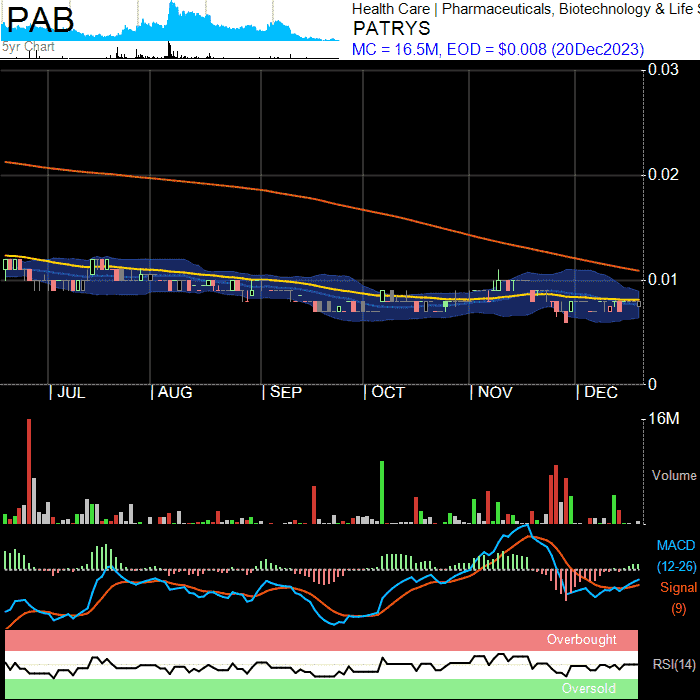 PAB
5yr Chart
Health Care | Pharmaceuticals, Biotechnology & Life
PATRYS
MC = 16.5M, EOD = $0.008 (20Dec2023)
0.03
0.02
0.01
0
| JUL | AUG | SEP | OCT | NOV | DEC
16M
Volume
MACD
(12-26)
Signal
(9)
Overbought
RSI(14)
Oversold